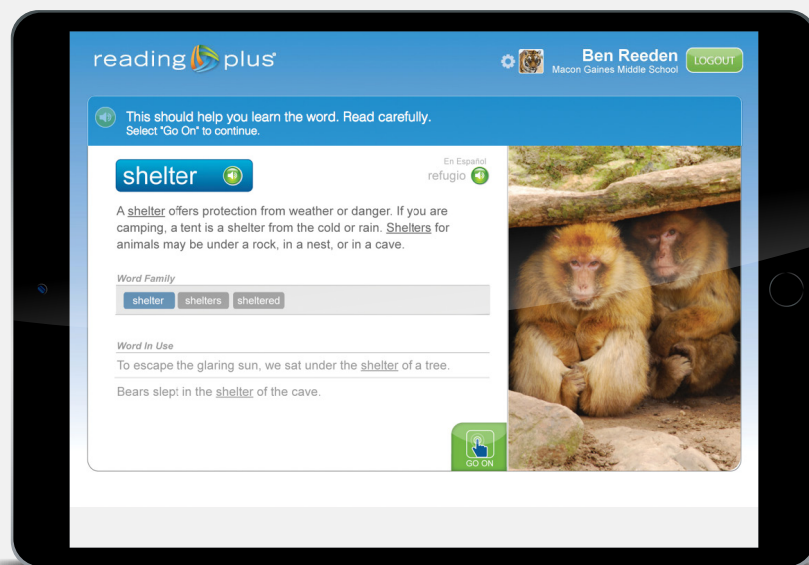 reading plus
Ben Reeden
Macon Gaines Middle School
LOGOUT
This should help you learn the word. Read carefully.
Select "Go On" to continue.
shelter
En Español
refugio
A shelter offers protection from weather or danger. If you are
camping, a tent is a shelter from the cold or rain. Shelters for
animals may be under a rock, in a nest, or in a cave.
Word Family
shelter shelters sheltered
Word In Use
To escape the glaring sun, we sat under the shelter of a tree.
Bears slept in the shelter of the cave.
GO ON